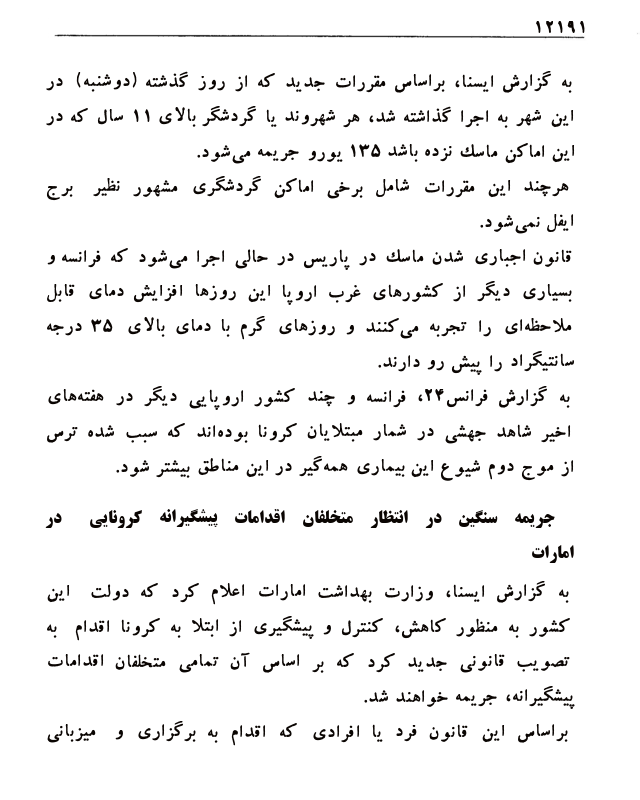 ۱۲۱۹۱
به گزارش ایسنا، براساس مقررات جدید که از روز گذشته (دوشنبه) در
این شهر به اجرا گذاشته شد، هر شهروند یا گردشگر بالای ۱۱ سال که در
این اماکن ماسك نزده باشد ۱۳۵ یورو جریمه می‌شود.
هرچند این مقررات شامل برخی اماکن گردشگری مشهور نظیر برج
ایفل نمی‌شود.
قانون اجباری شدن ماسك در پاریس در حالی اجرا می‌شود که فرانسه و
بسیاری دیگر از کشورهای غرب اروپا این روزها افزایش دمای قابل
ملاحظه‌ای را تجربه می‌کنند و روزهای گرم با دمای بالای ۳۵ درجه
سانتیگراد را پیش رو دارند.
به گزارش فرانس۲۴، فرانسه و چند کشور اروپایی دیگر در هفته‌های
اخیر شاهد جهشی در شمار مبتلایان کرونا بوده‌اند که سبب شده ترس
از موج دوم شیوع این بیماری همه‌گیر در این مناطق بیشتر شود.
جریمه سنگین در انتظار متخلفان اقدامات پیشگیرانه کرونایی در
امارات
به گزارش ایسنا، وزارت بهداشت امارات اعلام کرد که دولت این
کشور به منظور کاهش، کنترل و پیشگیری از ابتلا به کرونا اقدام به
تصویب قانونی جدید کرد که بر اساس آن تمامی متخلفان اقدامات
پیشگیرانه، جریمه خواهند شد.
براساس این قانون فرد یا افرادی که اقدام به برگزاری و میزبانی